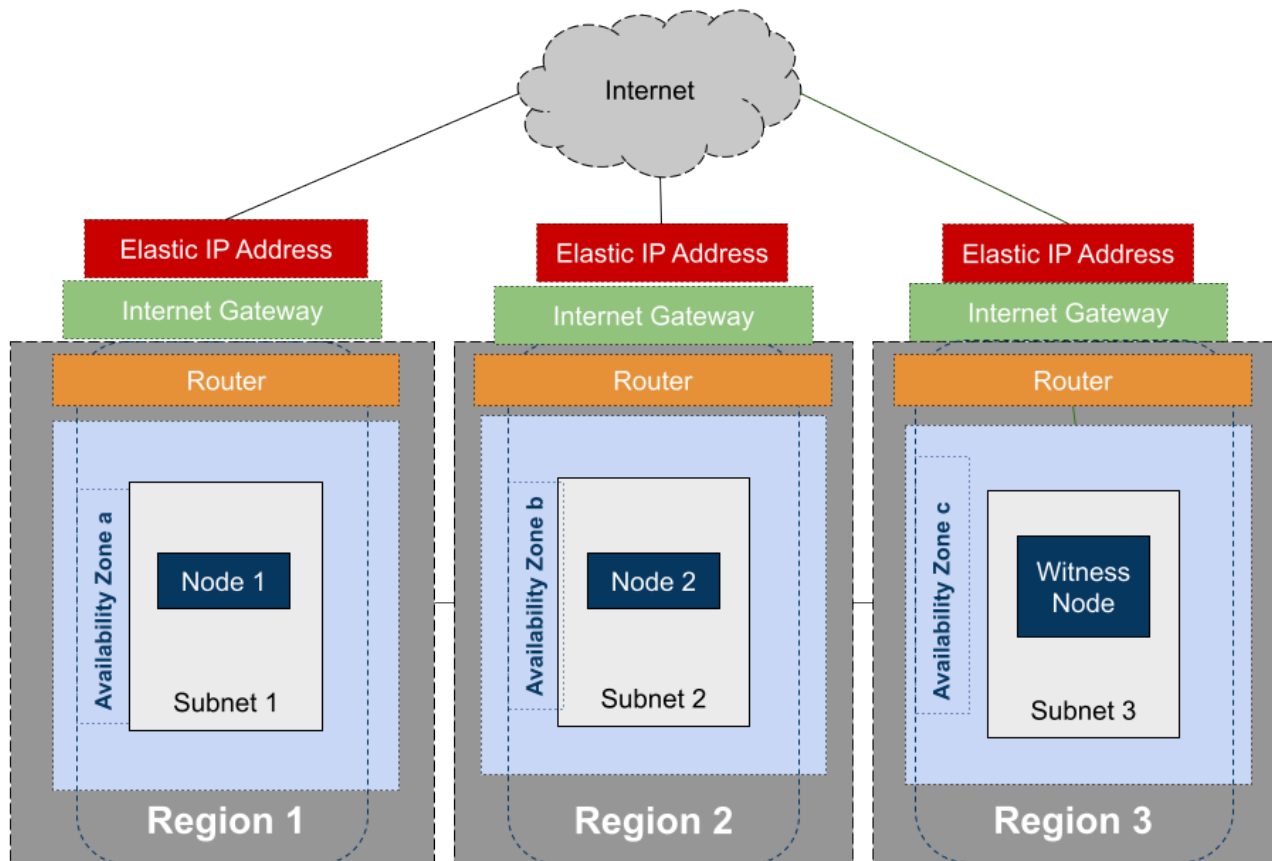 Internet
Elastic IP Address
Elastic IP Address
Elastic IP Address
Internet Gateway
Internet Gateway
Internet Gateway
Router
Router
Router
Availability Zone a
Node 1
Subnet 1
Availability Zone b
Node 2
Subnet 2
Availability Zone c
Witness
Node
Subnet 3
Region 1
Region 2
Region 3